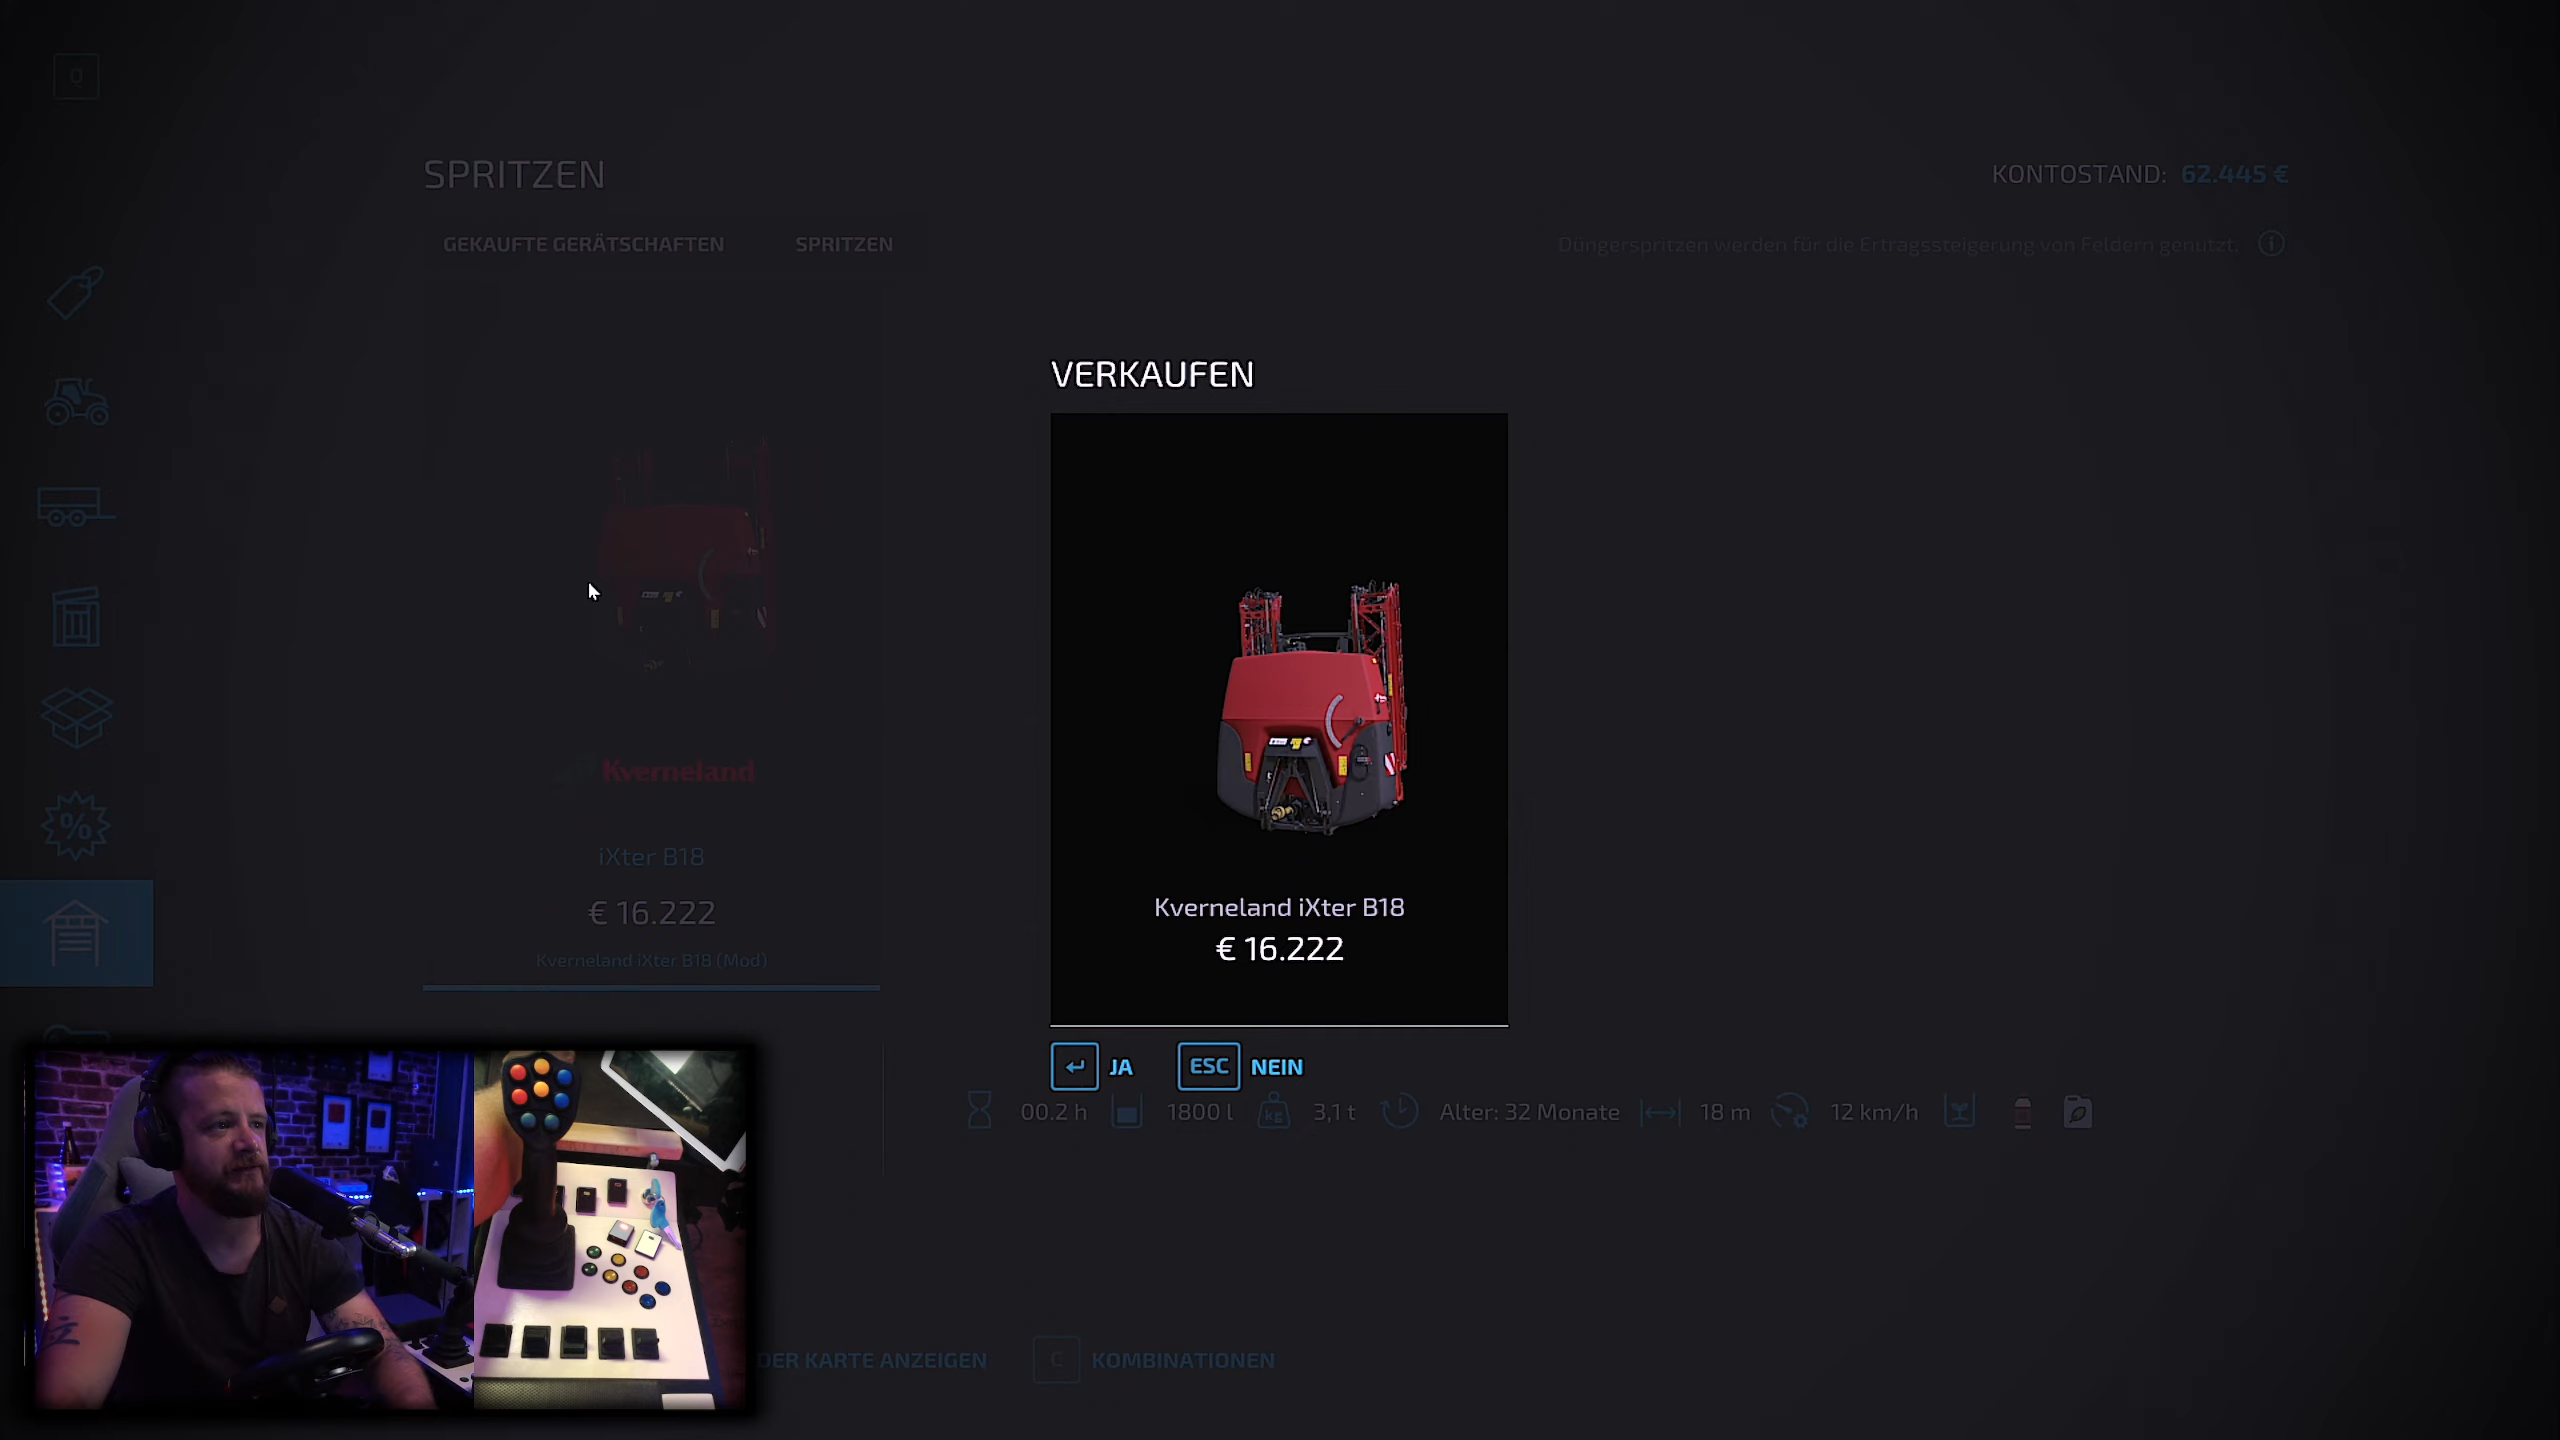 Q
SPRITZEN
KONTOSTAND: 62.445 €
GEKAUFTE GERÄTSCHAFTEN SPRITZEN
Düngerspritzen werden für die Ertragssteigerung von Feldern genutzt.
VERKAUFEN
Kverneland
iXter B18
€ 16.222
Kverneland iXter B18 (Mod)
Kverneland iXter B18
€ 16.222
JA ESC NEIN
00.2 h 1800 l 3,1 t Alter: 32 Monate 18 m 12 km/h
DER KARTE ANZEIGEN C KOMBINATIONEN